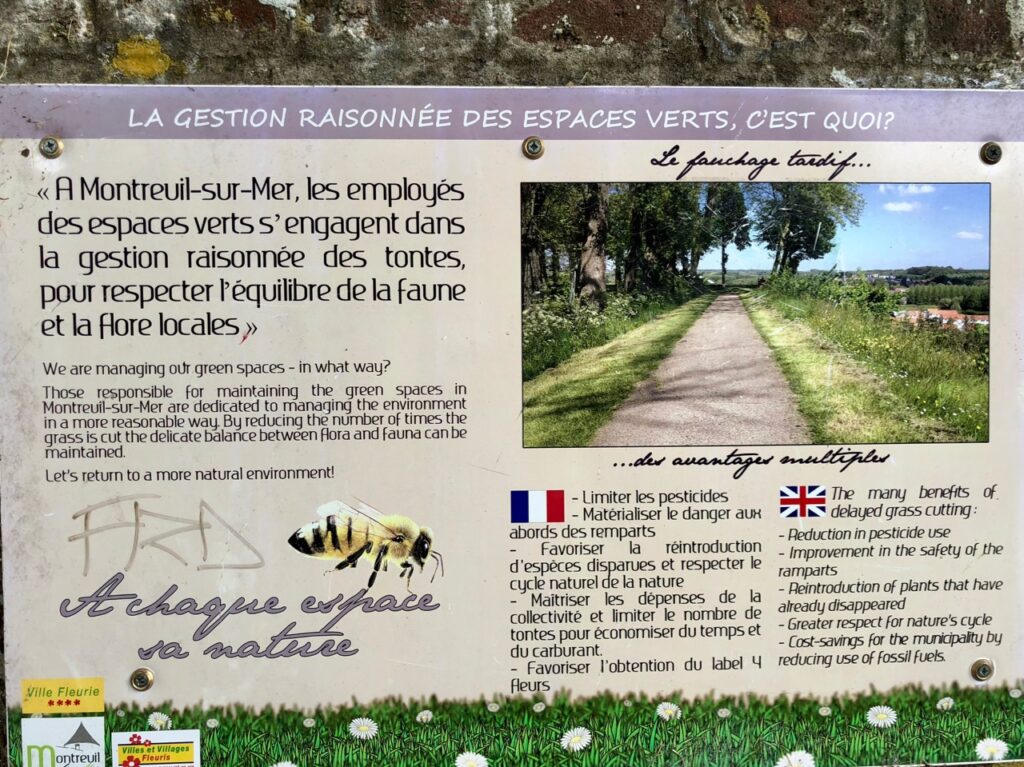 LA GESTION RAISONNÉE DES ESPACES VERTS, C'EST QUOI?
« A Montreuil-sur-Mer, les employés
des espaces verts s'engagent dans
la gestion raisonnée des tontes,
pour respecter l'équilibre de la faune
et la flore locales »
We are managing our green spaces - in what way?
Those responsible for maintaining the green spaces in
Montreuil-sur-Mer are dedicated to managing the environment
in a more reasonable way. By reducing the number of times the
grass is cut the delicate balance between flora and fauna can be
maintained.
Let's return to a more natural environment!
A chaque espace
sa nature
Ville Fleurie
montreuil
Villes et Villages
Fleuris
Le fauchage tardif...
...des avantages multiples
- Limiter les pesticides
- Matérialiser le danger aux
abords des remparts
- Favoriser la réintroduction
d'espèces disparues et respecter le
cycle naturel de la nature
- Maîtriser les dépenses de la
collectivité et limiter le nombre de
tontes pour économiser du temps et
du carburant.
- Favoriser l'obtention du label 4
fleurs
The many benefits of
delayed grass cutting :
- Reduction in pesticide use
- Improvement in the safety of the
ramparts
- Reintroduction of plants that have
already disappeared
- Greater respect for nature's cycle
- Cost-savings for the municipality by
reducing use of fossil fuels.